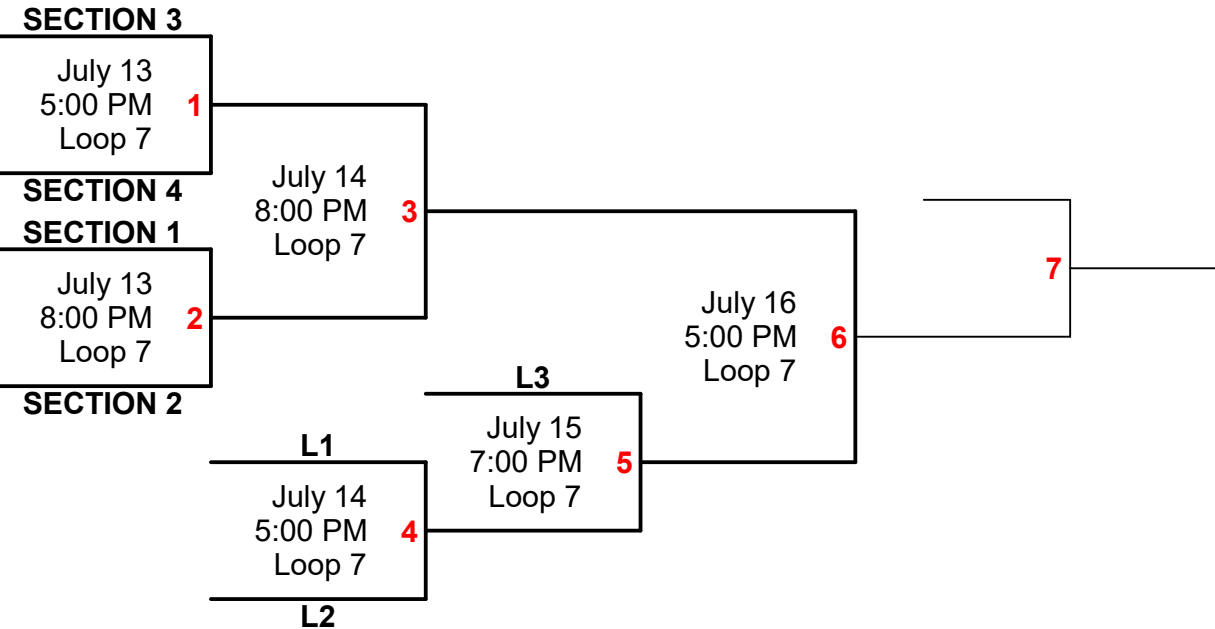 SECTION 3
July 13
5:00 PM
1
Loop 7
SECTION 4
SECTION 1
July 13
8:00 PM
2
Loop 7
SECTION 2
July 14
8:00 PM
3
Loop 7
L1
July 14
5:00 PM
4
Loop 7
L2
L3
July 15
7:00 PM
5
Loop 7
July 16
5:00 PM
6
Loop 7
7